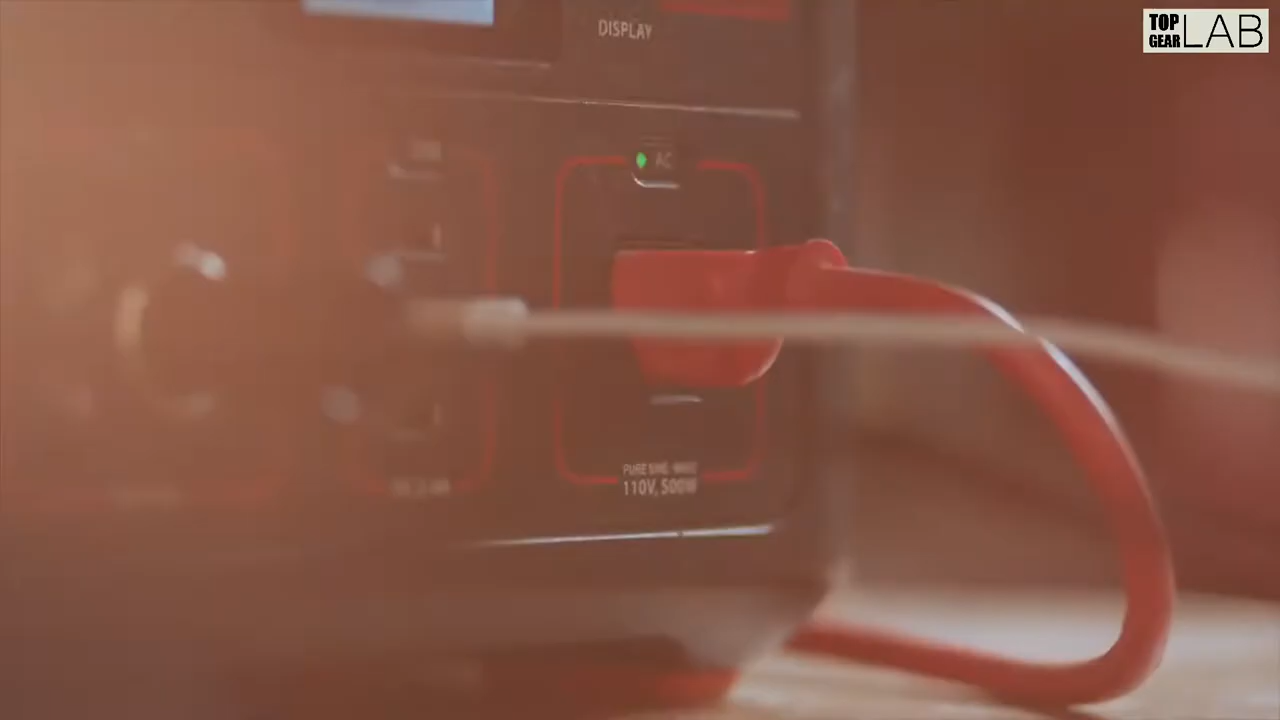 TOP
GEAR LAB
DISPLAY
AC
PURE SINE WAVE
110V, 500W